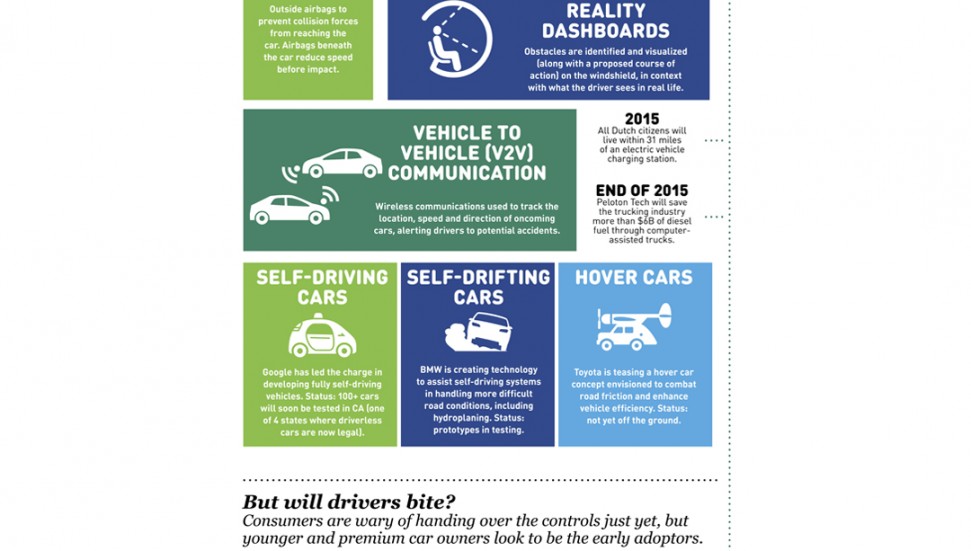 Outside airbags to
prevent collision forces
from reaching the
car. Airbags beneath
the car reduce speed
before impact.
REALITY
DASHBOARDS
Obstacles are identified and visualized
(along with a proposed course of
action) on the windshield, in context
with what the driver sees in real life.
VEHICLE TO
VEHICLE (V2V)
COMMUNICATION
Wireless communications used to track the
location, speed and direction of oncoming
cars, alerting drivers to potential accidents.
2015
All Dutch citizens will
live within 31 miles
of an electric vehicle
charging station.
END OF 2015
Peloton Tech will save
the trucking industry
more than $6B of diesel
fuel through computer-
assisted trucks.
SELF-DRIVING
CARS
Google has led the charge in
developing fully self-driving
vehicles. Status: 100+ cars
will soon be tested in CA (one
of 4 states where driverless
cars are now legal).
SELF-DRIFTING
CARS
BMW is creating technology
to assist self-driving systems
in handling more difficult
road conditions, including
hydroplaning. Status:
prototypes in testing.
HOVER CARS
Toyota is teasing a hover car
concept envisioned to combat
road friction and enhance
vehicle efficiency. Status:
not yet off the ground.
But will drivers bite?
Consumers are wary of handing over the controls just yet, but
younger and premium car owners look to be the early adoptors.